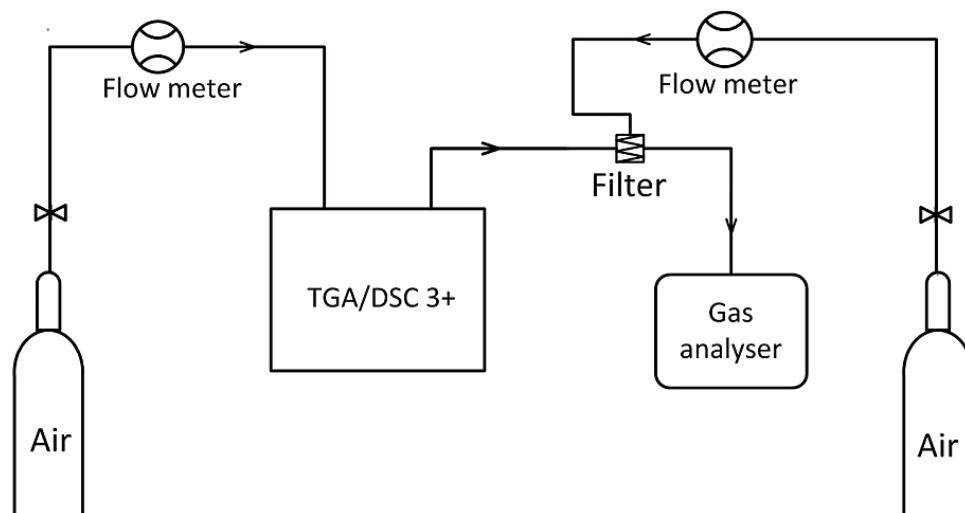 Flow meter
Flow meter
Filter
TGA/DSC 3+
Gas
analyser
Air
Air